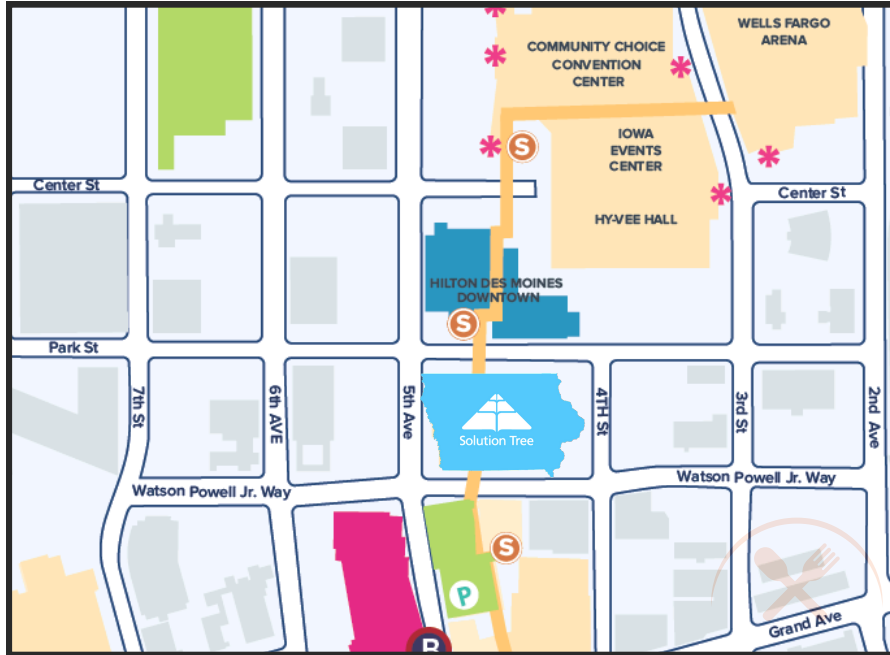 WELLS FARGO
ARENA
COMMUNITY CHOICE
CONVENTION
CENTER
IOWA
EVENTS
CENTER
S
Center St
Center St
HY-VEE HALL
HILTON DES MOINES
DOWNTOWN
S
Park St
7th St
6th AVE
5th Ave
4TH St
3rd St
2nd Ave
Solution Tree
Watson Powell Jr. Way
Watson Powell Jr. Way
S
P
Grand Ave
B